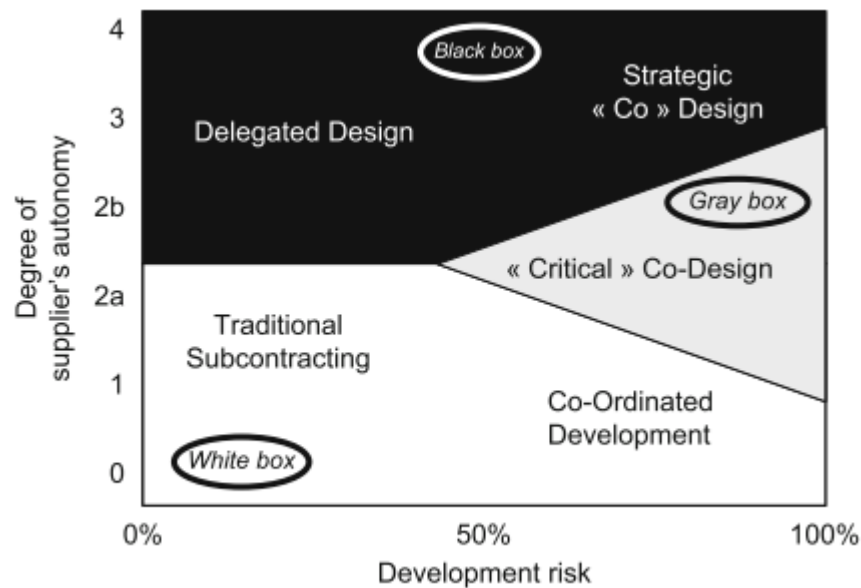 4
Black box
Strategic
« Co » Design
3
Delegated Design
Degree of
supplier's autonomy
2b
Gray box
« Critical » Co-Design
2a
Traditional
Subcontracting
1
Co-Ordinated
Development
White box
0
0%
50%
100%
Development risk